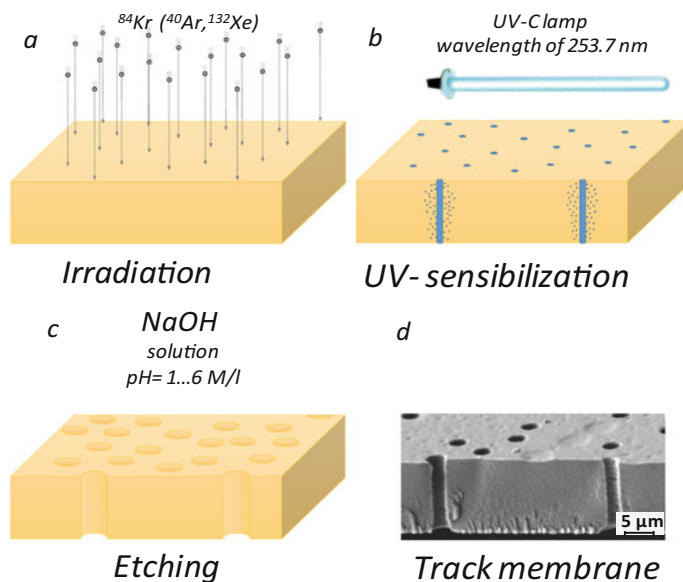 a
⁸⁴Kr (⁴⁰Ar,¹³²Xe)
Irradiation
b
UV-C lamp
wavelength of 253.7 nm
UV- sensibilization
c
NaOH
solution
pH= 1...6 M/l
Etching
d
5 µm
Track membrane